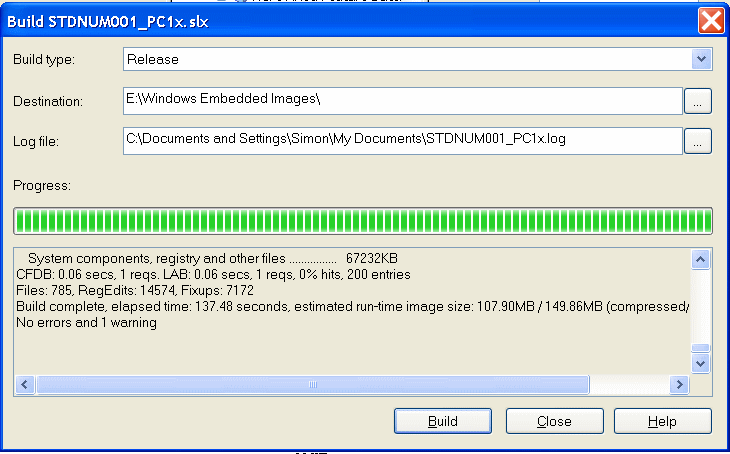 Build STDNUM001_PC1x.slx
Build type: Release
Destination: E:\Windows Embedded Images\ ...
Log file: C:\Documents and Settings\Simon\My Documents\STDNUM001_PC1x.log ...
Progress:
System components, registry and other files ................ 67232KB
CFDB: 0.06 secs, 1 reqs. LAB: 0.06 secs, 1 reqs, 0% hits, 200 entries
Files: 785, RegEdits: 14574, Fixups: 7172
Build complete, elapsed time: 137.48 seconds, estimated run-time image size: 107.90MB / 149.86MB (compressed/
No errors and 1 warning
Build Close Help